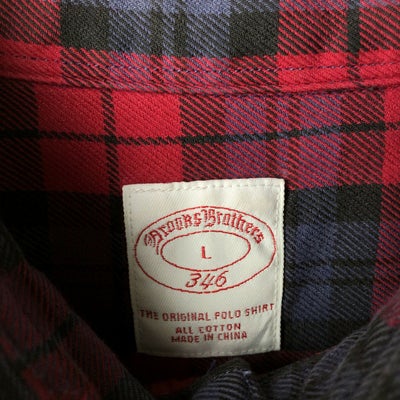 Brooks Brothers
L
346
THE ORIGINAL POLO SHIRT
ALL COTTON
MADE IN CHINA